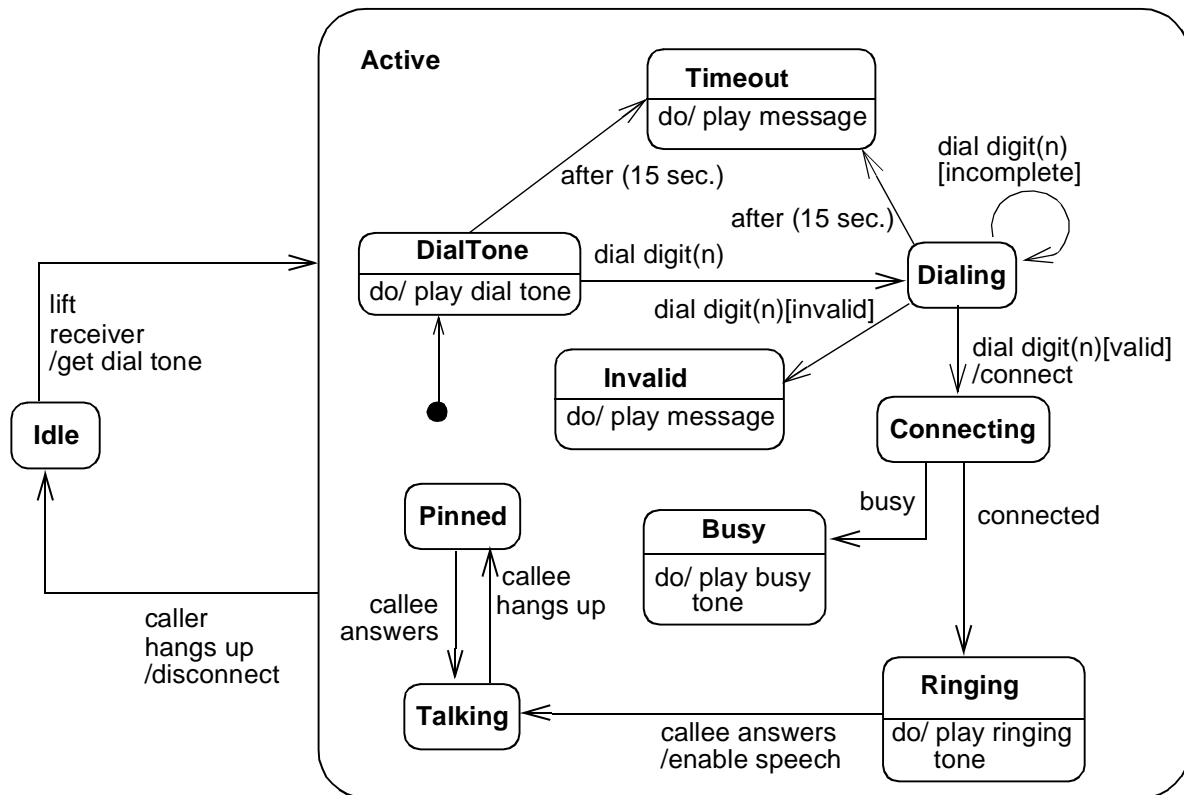 Active
Timeout
do/ play message
dial digit(n)
[incomplete]
after (15 sec.)
after (15 sec.)
DialTone
do/ play dial tone
dial digit(n)
Dialing
lift
receiver
/get dial tone
dial digit(n)[invalid]
dial digit(n)[valid]
/connect
Invalid
do/ play message
Idle
Connecting
Pinned
busy
connected
Busy
do/ play busy
tone
callee
hangs up
callee
answers
caller
hangs up
/disconnect
Talking
Ringing
do/ play ringing
tone
callee answers
/enable speech